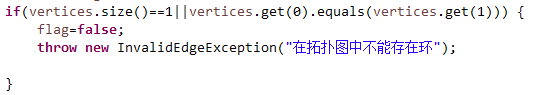 if(vertices.size()==1||vertices.get(0).equals(vertices.get(1))) {
flag=false;
throw new InvalidEdgeException("在拓扑图中不能存在环");
}